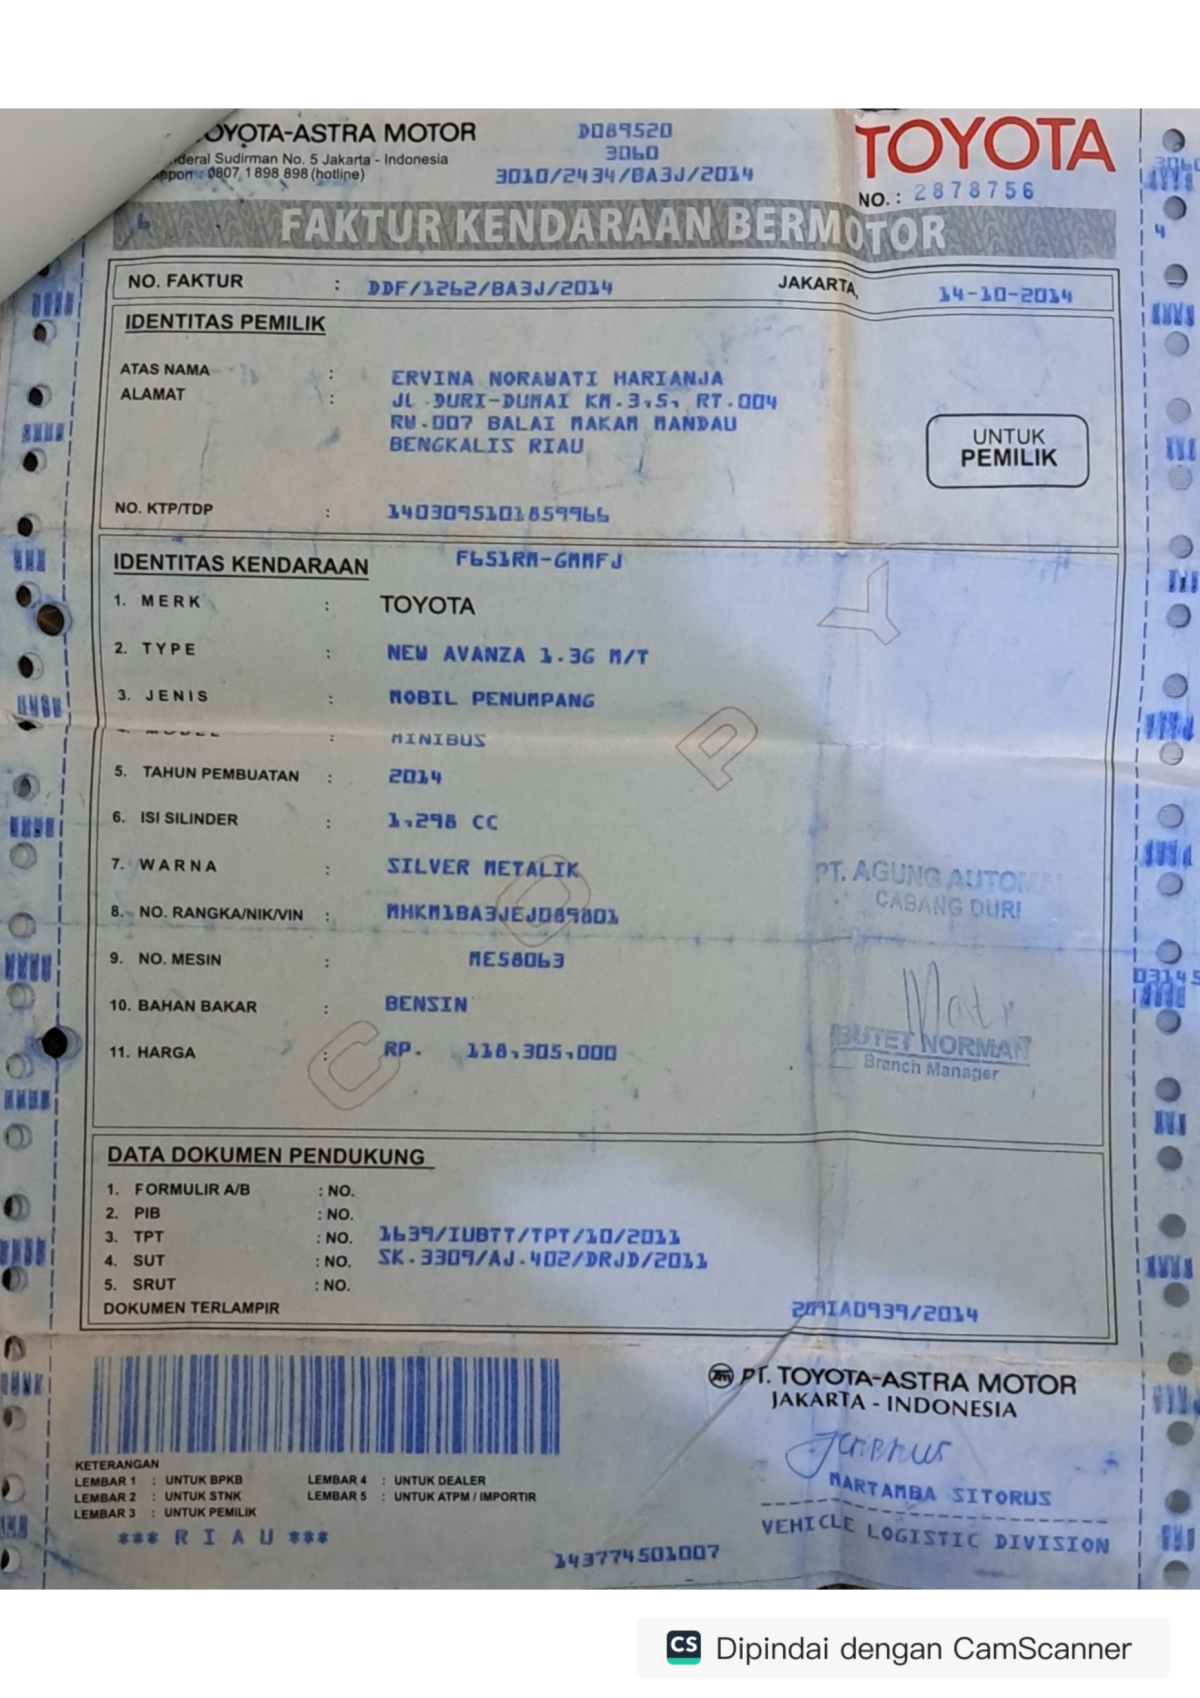 OYOTA-ASTRA MOTOR
deral Sudirman No. 5 Jakarta - Indonesia
0807 1 898 898 (hotline)
D089520
3060
3010/2434/BA3J/2014
TOYOTA
NO. : 2878756
FAKTUR KENDARAAN BERMOTOR
NO. FAKTUR : DDF/1262/BA3J/2014 JAKARTA, 14-10-2014
IDENTITAS PEMILIK
ATAS NAMA : ERVINA NORAWATI HARIANJA
ALAMAT : JL DURI-DUMAI KM.3,5, RT.004
RW.007 BALAI MAKAM MANDAU
BENGKALIS RIAU
UNTUK
PEMILIK
NO. KTP/TDP : 1403095101859966
IDENTITAS KENDARAAN F651RM-GMMFJ
1. MERK : TOYOTA
2. TYPE : NEW AVANZA 1.3G M/T
3. JENIS : MOBIL PENUMPANG
: MINIBUS
5. TAHUN PEMBUATAN : 2014
6. ISI SILINDER : 1,298 CC
7. WARNA : SILVER METALIK
8. NO. RANGKA/NIK/VIN : MHKM1BA3JEJ089801
9. NO. MESIN : ME58063
10. BAHAN BAKAR : BENSIN
11. HARGA : RP. 118,305,000
COPY
PT. AGUNG
CABANG DURI
BUTET NORMAN
Branch Manager
DATA DOKUMEN PENDUKUNG
1. FORMULIR A/B : NO.
2. PIB : NO.
3. TPT : NO. 1639/IUBTT/TPT/10/2011
4. SUT : NO. SK.3309/AJ.402/DRJD/2011
5. SRUT : NO.
DOKUMEN TERLAMPIR
PT. TOYOTA-ASTRA MOTOR
JAKARTA - INDONESIA
MARTAMBA SITORUS
VEHICLE LOGISTIC DIVISION
KETERANGAN
LEMBAR 1 : UNTUK BPKB LEMBAR 4 : UNTUK DEALER
LEMBAR 2 : UNTUK STNK LEMBAR 5 : UNTUK ATPM / IMPORTIR
LEMBAR 3 : UNTUK PEMILIK
*** R I A U ***
143774501007
CS Dipindai dengan CamScanner